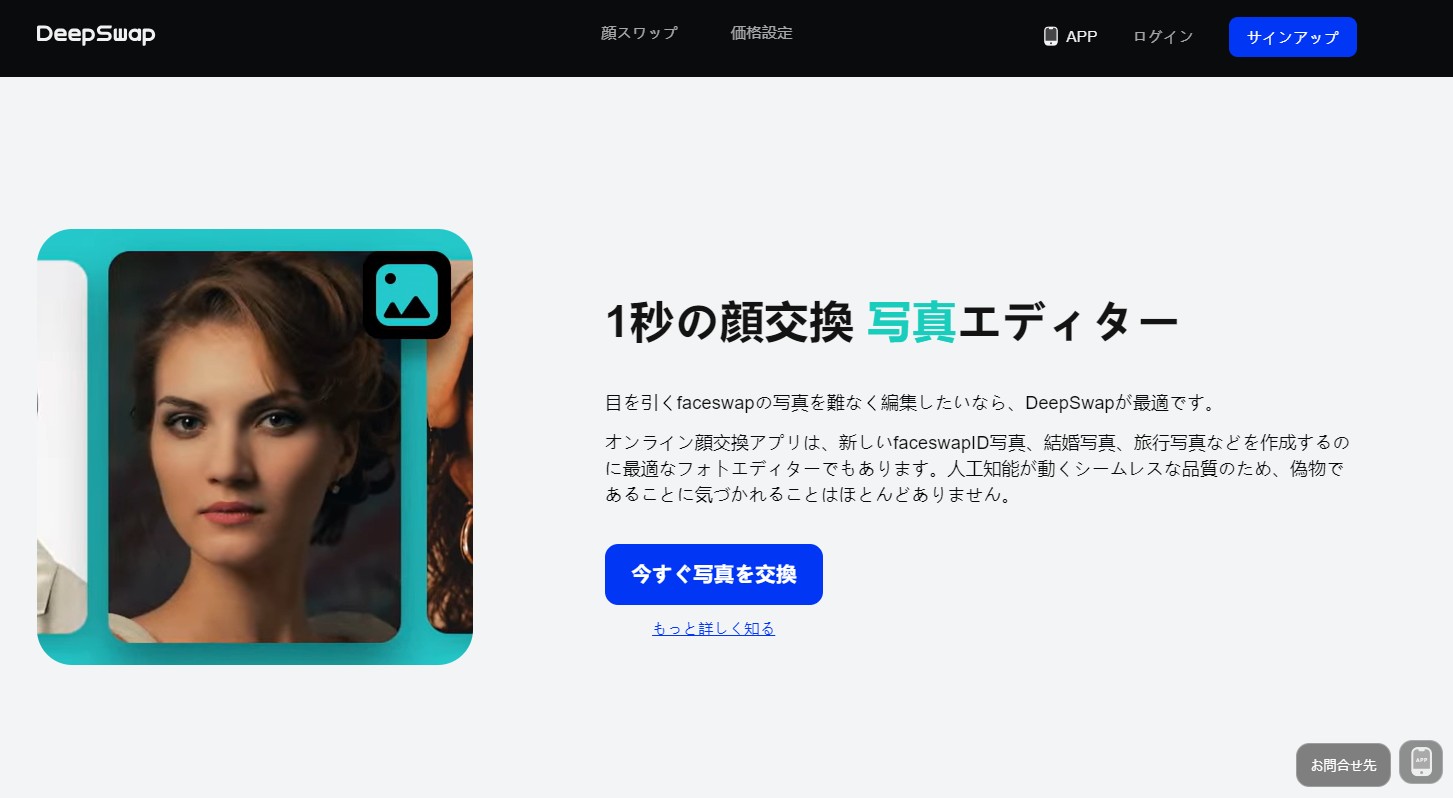 DeepSwap
顔スワップ
価格設定
APP
ログイン
サインアップ
1秒の顔交換 写真エディター
目を引くfaceswapの写真を難なく編集したいなら、DeepSwapが最適です。
オンライン顔交換アプリは、新しいfaceswapID写真、結婚写真、旅行写真などを作成するの
に最適なフォトエディターでもあります。人工知能が動くシームレスな品質のため、偽物で
あることに気づかれることはほとんどありません。
今すぐ写真を交換
もっと詳しく知る
お問合せ先
APP